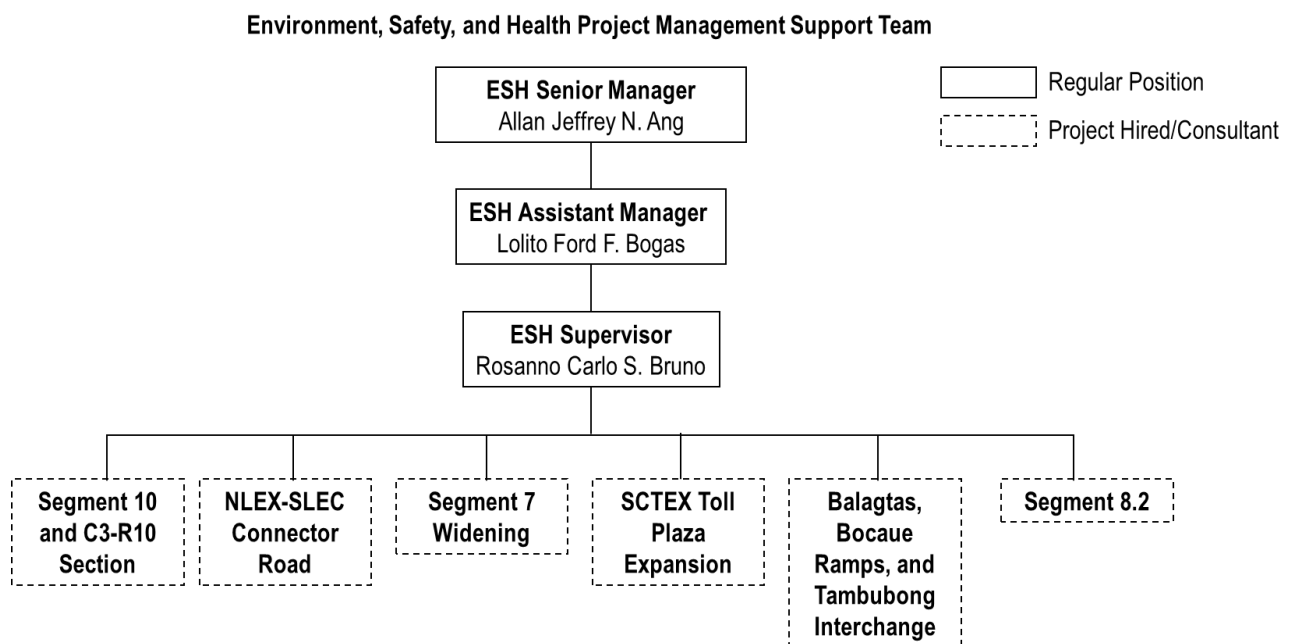 Environment, Safety, and Health Project Management Support Team
ESH Senior Manager
Allan Jeffrey N. Ang
Regular Position
Project Hired/Consultant
ESH Assistant Manager
Lolito Ford F. Bogas
ESH Supervisor
Rosanno Carlo S. Bruno
Segment 10
and C3-R10
Section
NLEX-SLEC
Connector
Road
Segment 7
Widening
SCTEX Toll
Plaza
Expansion
Balagtas,
Bocaue
Ramps, and
Tambubong
Interchange
Segment 8.2